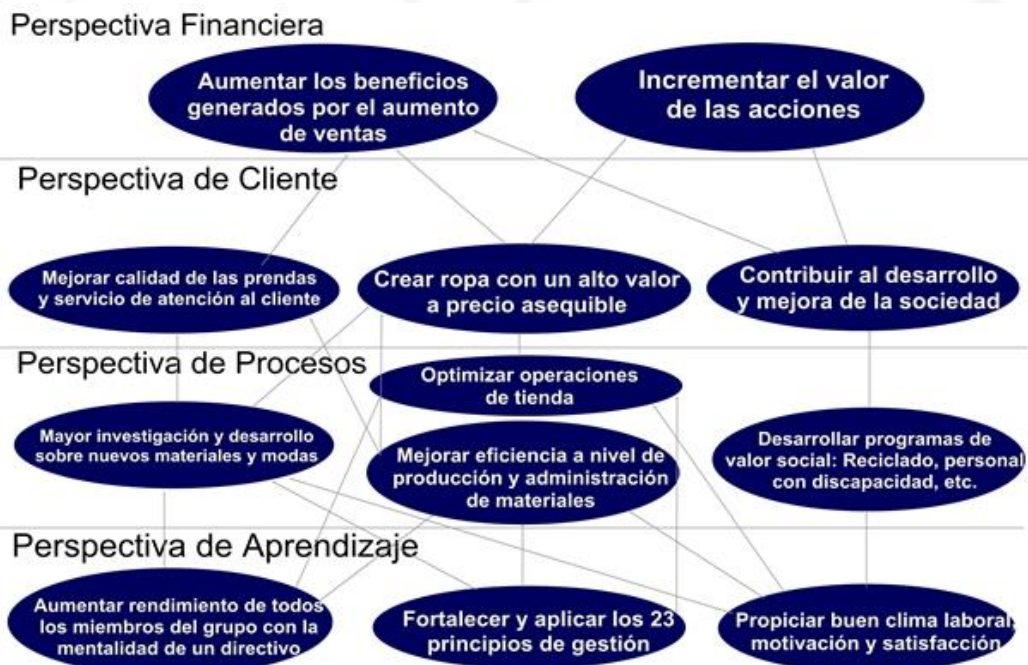 Perspectiva Financiera
Aumentar los beneficios
generados por el aumento
de ventas
Incrementar el valor
de las acciones
Perspectiva de Cliente
Mejorar calidad de las prendas
y servicio de atención al cliente
Crear ropa con un alto valor
a precio asequible
Contribuir al desarrollo
y mejora de la sociedad
Perspectiva de Procesos
Optimizar operaciones
de tienda
Mayor investigación y desarrollo
sobre nuevos materiales y modas
Mejorar eficiencia a nivel de
producción y administración
de materiales
Desarrollar programas de
valor social: Reciclado, personal
con discapacidad, etc.
Perspectiva de Aprendizaje
Aumentar rendimiento de todos
los miembros del grupo con la
mentalidad de un directivo
Fortalecer y aplicar los 23
principios de gestión
Propiciar buen clima laboral,
motivación y satisfacción